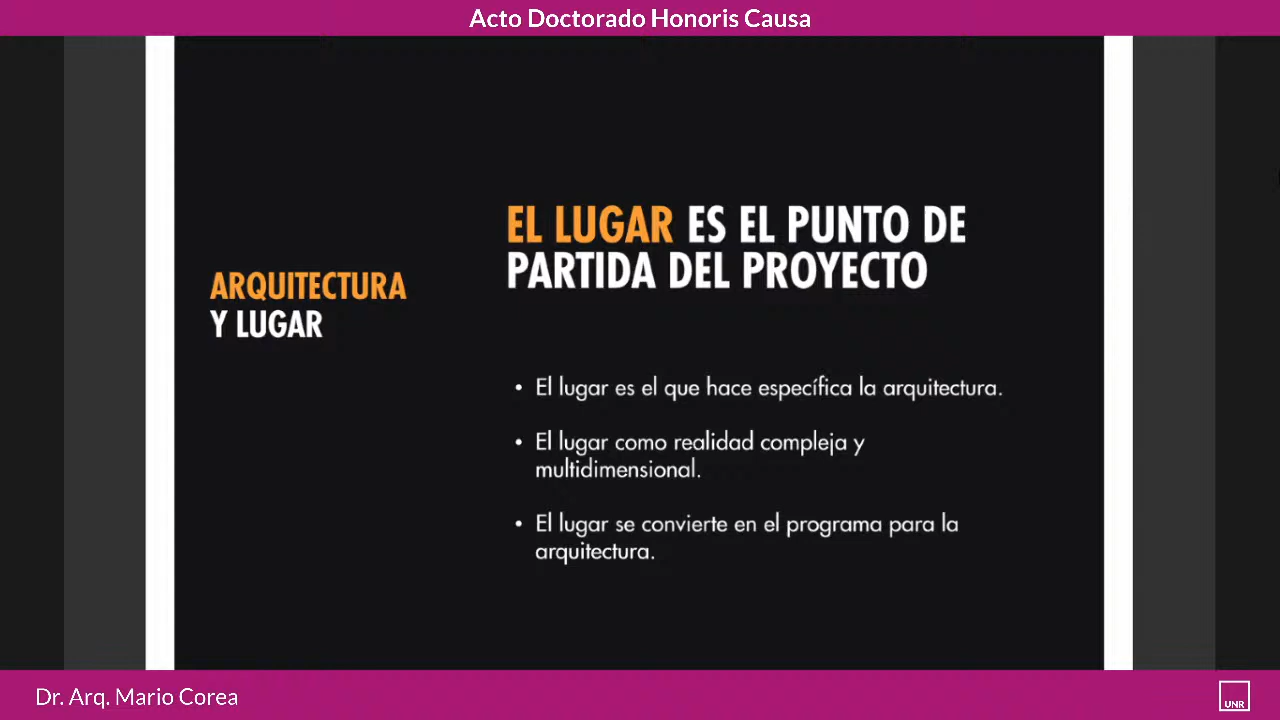 Acto Doctorado Honoris Causa
ARQUITECTURA
Y LUGAR
EL LUGAR ES EL PUNTO DE
PARTIDA DEL PROYECTO
• El lugar es el que hace específica la arquitectura.
• El lugar como realidad compleja y
multidimensional.
• El lugar se convierte en el programa para la
arquitectura.
Dr. Arq. Mario Corea
UNR